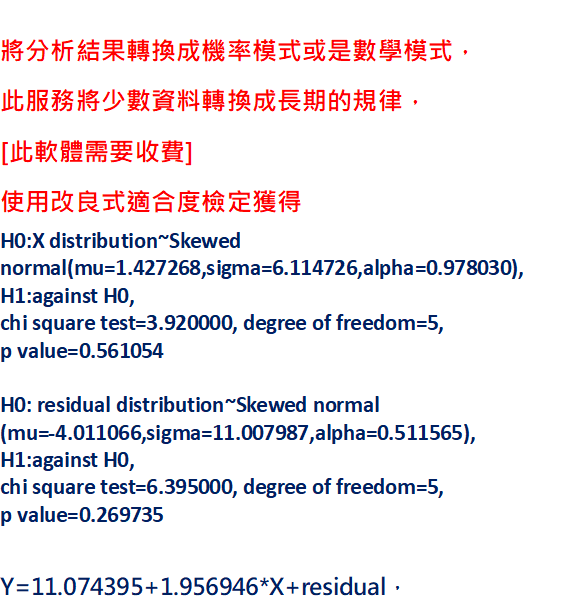 將分析結果轉換成機率模式或是數學模式，
此服務將少數資料轉換成長期的規律，
[此軟體需要收費]
使用改良式適合度檢定獲得
H0:X distribution~Skewed
normal(mu=1.427268,sigma=6.114726,alpha=0.978030),
H1:against H0,
chi square test=3.920000, degree of freedom=5,
p value=0.561054
H0: residual distribution~Skewed normal
(mu=-4.011066,sigma=11.007987,alpha=0.511565),
H1:against H0,
chi square test=6.395000, degree of freedom=5,
p value=0.269735
Y=11.074395+1.956946*X+residual，